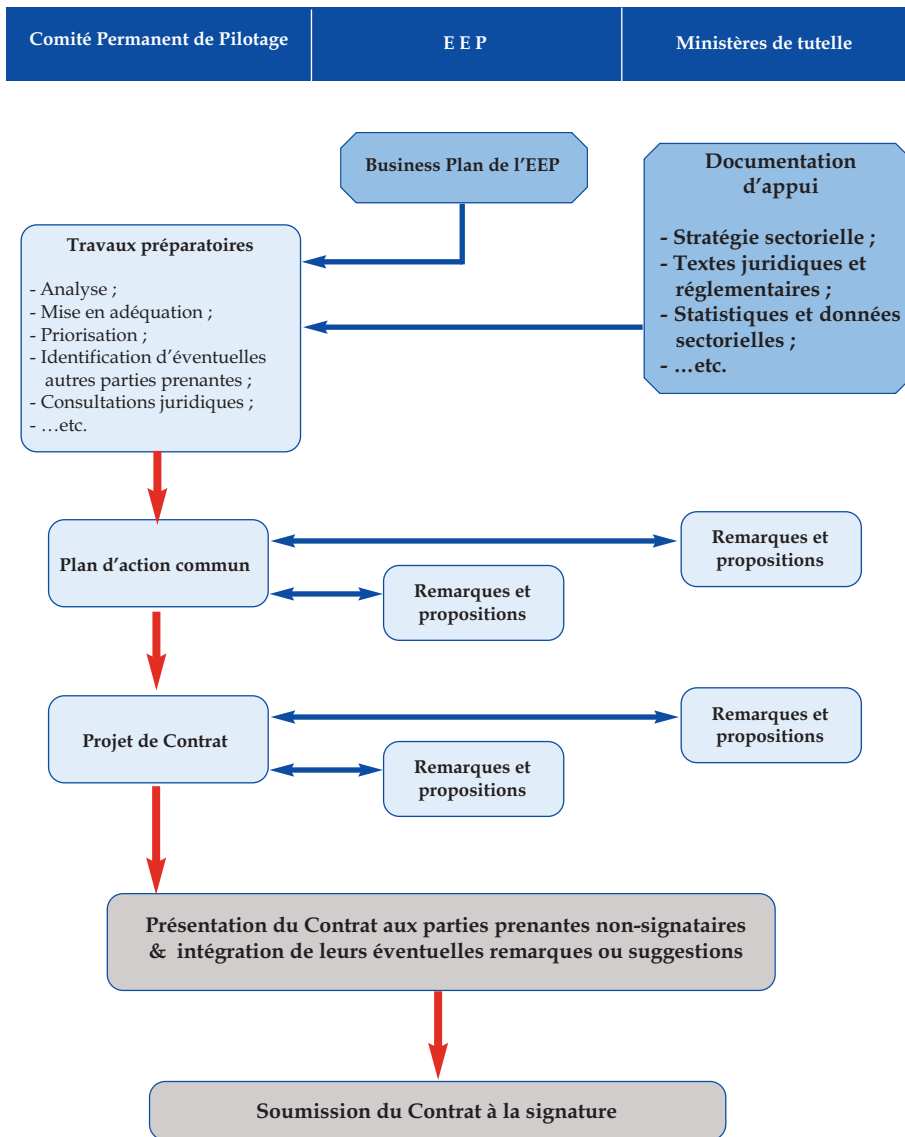 Comité Permanent de Pilotage
E E P
Ministères de tutelle
Business Plan de l'EEP
Documentation
d'appui
- Stratégie sectorielle ;
- Textes juridiques et
réglementaires ;
- Statistiques et données
sectorielles ;
- …etc.
Travaux préparatoires
- Analyse ;
- Mise en adéquation ;
- Priorisation ;
- Identification d'éventuelles
autres parties prenantes ;
- Consultations juridiques ;
- …etc.
Plan d'action commun
Remarques et
propositions
Remarques et
propositions
Projet de Contrat
Remarques et
propositions
Remarques et
propositions
Présentation du Contrat aux parties prenantes non-signataires
& intégration de leurs éventuelles remarques ou suggestions
Soumission du Contrat à la signature